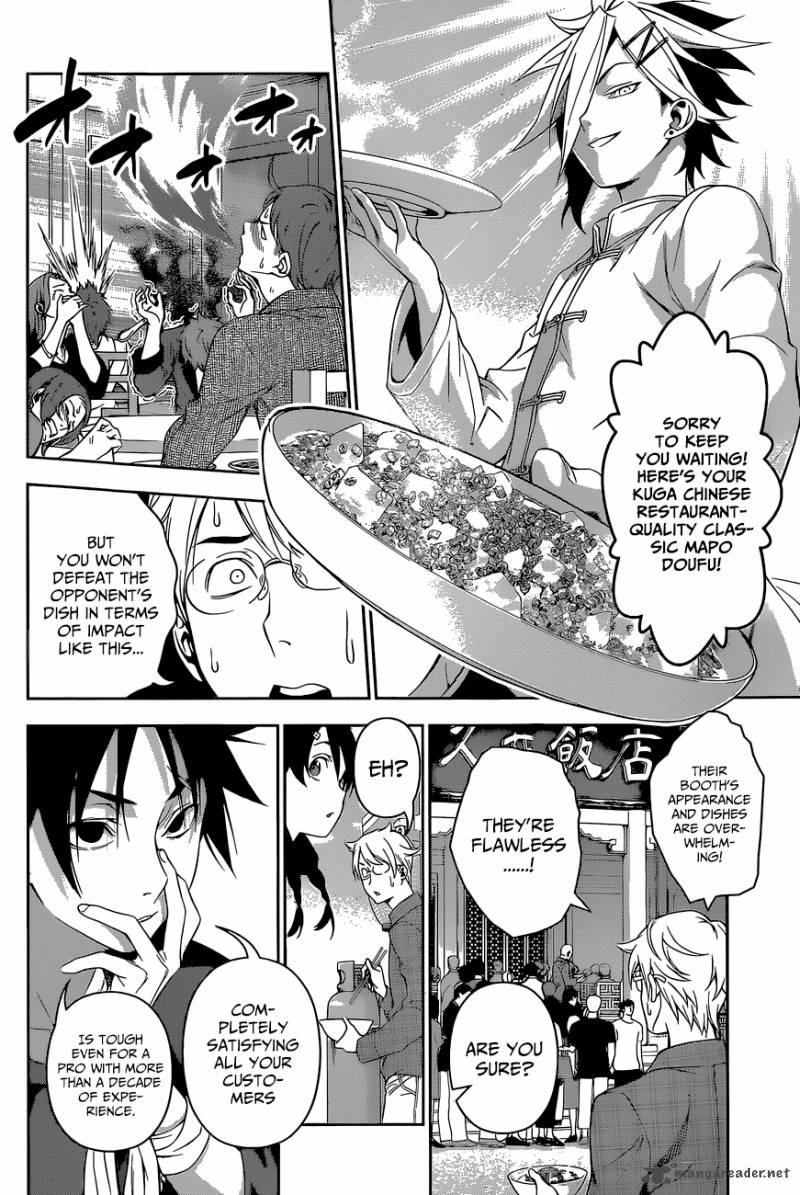 オオオオオ
SORRY
TO KEEP
YOU WAITING!
HERE'S YOUR
KUGA CHINESE
RESTAURANT-
QUALITY CLAS-
SIC MAPO
DOUFU!
BUT
YOU WON'T
DEFEAT THE
OPPONENT'S
DISH IN TERMS
OF IMPACT
LIKE THIS...
THEIR
BOOTH'S
APPEARANCE
AND DISHES
ARE OVER-
WHELM-
ING!
飯店
THEY'RE
FLAWLESS
......!
ARE YOU
SURE?
EH?
COM-
PLETELY
SATISFYING
ALL YOUR
CUSTO-
MERS
IS TOUGH
EVEN FOR A
PRO WITH MORE
THAN A DECADE
OF EXPE-
RIENCE.
mangareader.net